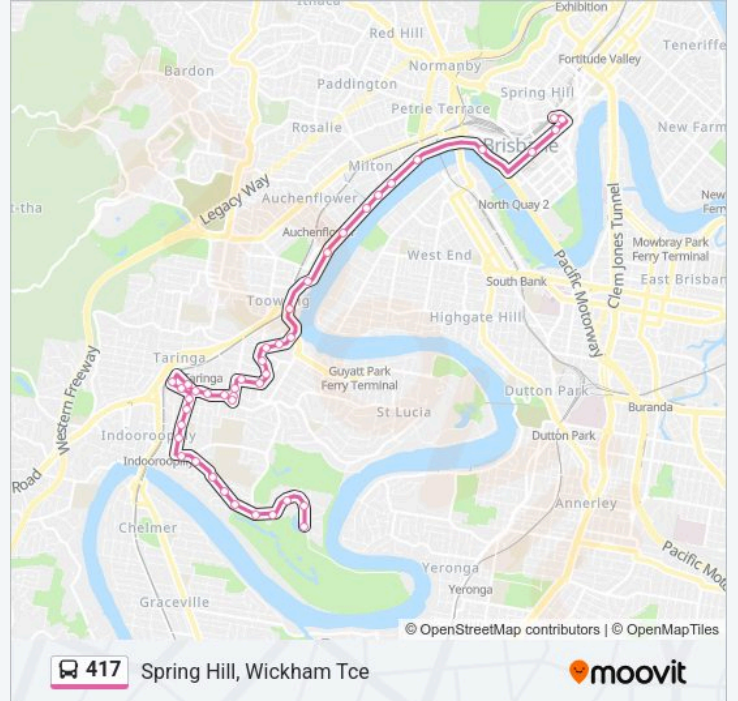 Ithaca
Exhibition
Red Hill
Teneriffe
Fortitude Valley
Normanby
Bardon
Paddington
Spring Hill
Petrie Terrace
Rosalie
New Farm
Brisbane
Milton
Legacy Way
Auchenflower
t-tha
North Quay 2
New
Ferry
Auchenflower
Clem Jones Tunnel
Mowbray Park
Ferry Terminal
West End
Pacific Motorway
South Bank
East Brisban
Toowong
Highgate Hill
Taringa
Western Freeway
Taringa
Guyatt Park
Ferry Terminal
Dutton Park
St Lucia
Buranda
Indooroopilly
Dutton Park
Indooroopilly
Road
Annerley
Chelmer
Pacific Moto
Yeronga
Yeronga
Graceville
© OpenStreetMap contributors | © OpenMapTiles
417 Spring Hill, Wickham Tce
moovit